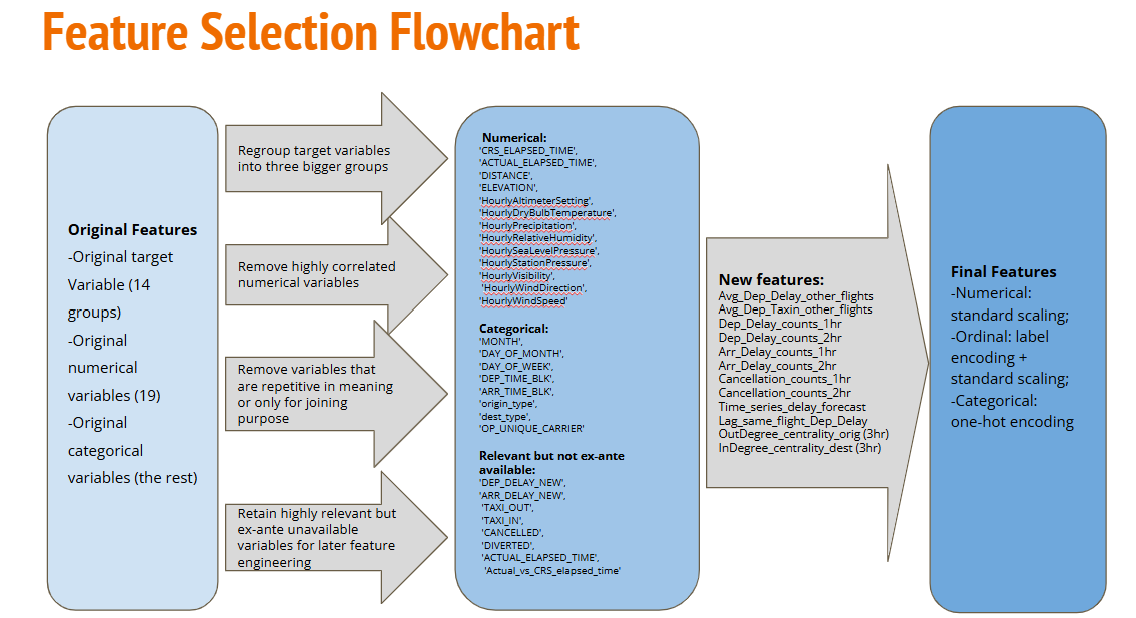 Feature Selection Flowchart
Original Features
-Original target
Variable (14
groups)
-Original
numerical
variables (19)
-Original
categorical
variables (the rest)
Regroup target variables
into three bigger groups
Remove highly correlated
numerical variables
Remove variables that
are repetitive in meaning
or only for joining
purpose
Retain highly relevant but
ex-ante unavailable
variables for later feature
engineering
Numerical:
'CRS_ELAPSED_TIME',
'ACTUAL_ELAPSED_TIME',
'DISTANCE',
'ELEVATION',
'HourlyAltimeterSetting',
'HourlyDryBulbTemperature',
'HourlyPrecipitation',
'HourlyRelativeHumidity',
'HourlySeaLevelPressure',
'HourlyStationPressure',
'HourlyVisibility',
'HourlyWindDirection',
'HourlyWindSpeed'
Categorical:
'MONTH',
'DAY_OF_MONTH',
'DAY_OF_WEEK',
'DEP_TIME_BLK',
'ARR_TIME_BLK',
'origin_type',
'dest_type',
'OP_UNIQUE_CARRIER'
Relevant but not ex-ante
available:
'DEP_DELAY_NEW',
'ARR_DELAY_NEW',
'TAXI_OUT',
'TAXI_IN',
'CANCELLED',
'DIVERTED',
'ACTUAL_ELAPSED_TIME',
'Actual_vs_CRS_elapsed_time'
New features:
Avg_Dep_Delay_other_flights
Avg_Dep_Taxin_other_flights
Dep_Delay_counts_1hr
Dep_Delay_counts_2hr
Arr_Delay_counts_1hr
Arr_Delay_counts_2hr
Cancellation_counts_1hr
Cancellation_counts_2hr
Time_series_delay_forecast
Lag_same_flight_Dep_Delay
OutDegree_centrality_orig (3hr)
InDegree_centrality_dest (3hr)
Final Features
-Numerical:
standard scaling;
-Ordinal: label
encoding +
standard scaling;
-Categorical:
one-hot encoding